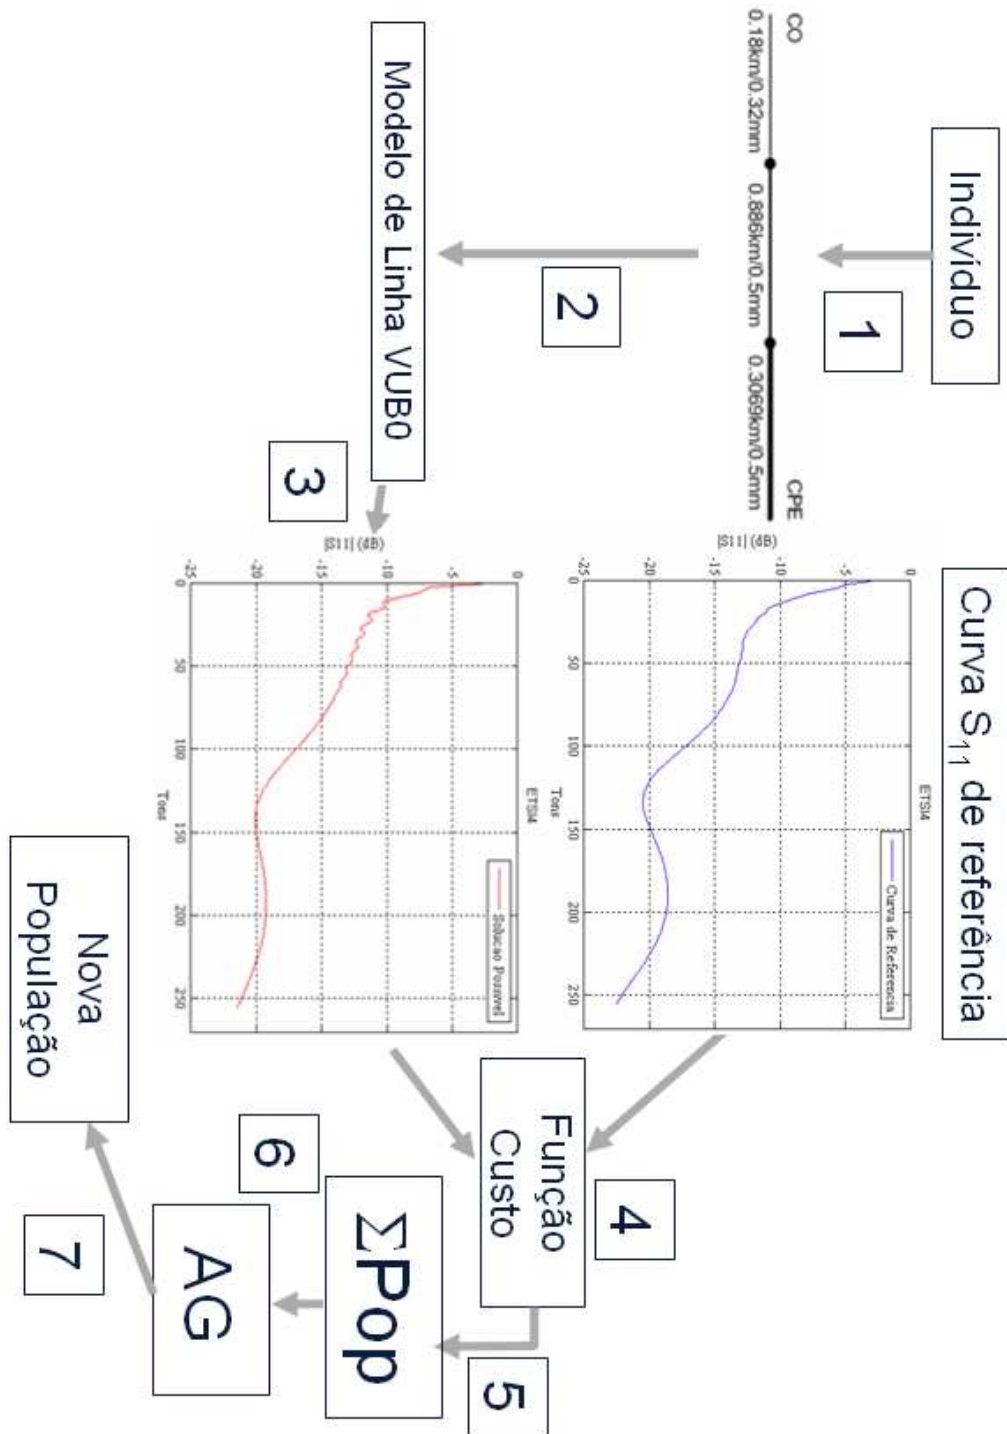 Indivíduo
1
CO
CPE
0.18km/0.32mm
0.886km/0.5mm
0.3069km/0.5mm
2
Modelo de Linha VUB0
3
Curva S11 de referência
ETSI4
Curva de Referencia
|S11| (dB)
0
-5
-10
-15
-20
-25
0
50
100
150
200
250
Tons
ETSI4
Solucao Possivel
|S11| (dB)
0
-5
-10
-15
-20
-25
0
50
100
150
200
250
Tons
4
Função
Custo
5
ΣPop
6
AG
7
Nova
População